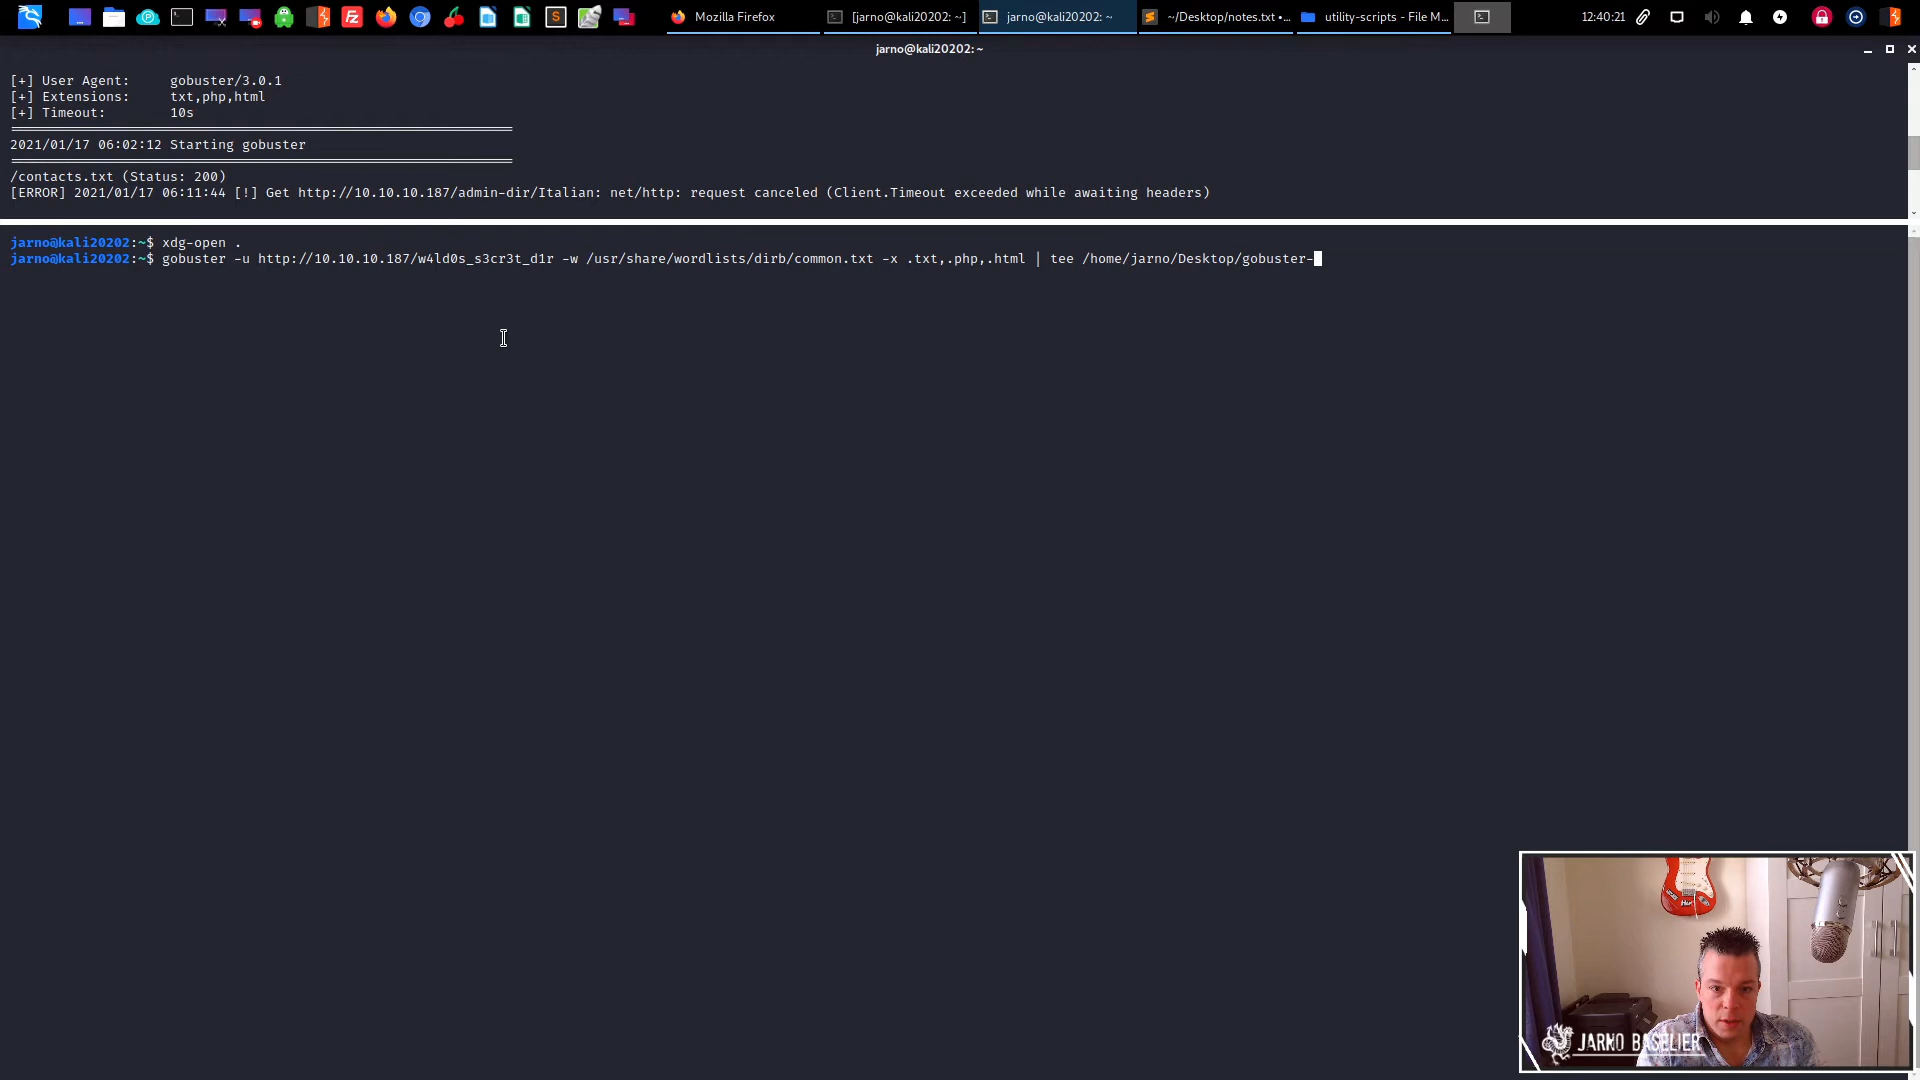 Mozilla Firefox
[jarno@kali20202: ~]
jarno@kali20202: ~
~/Desktop/notes.txt •...
utility-scripts - File M...
12:40:21
jarno@kali20202: ~
[+] User Agent: gobuster/3.0.1
[+] Extensions: txt,php,html
[+] Timeout: 10s
===============================================================
2021/01/17 06:02:12 Starting gobuster
===============================================================
/contacts.txt (Status: 200)
[ERROR] 2021/01/17 06:11:44 [!] Get http://10.10.10.187/admin-dir/Italian: net/http: request canceled (Client.Timeout exceeded while awaiting headers)
jarno@kali20202:~$ xdg-open .
jarno@kali20202:~$ gobuster -u http://10.10.10.187/w4ld0s_s3cr3t_d1r -w /usr/share/wordlists/dirb/common.txt -x .txt,.php,.html | tee /home/jarno/Desktop/gobuster-
JARNO BASELIER